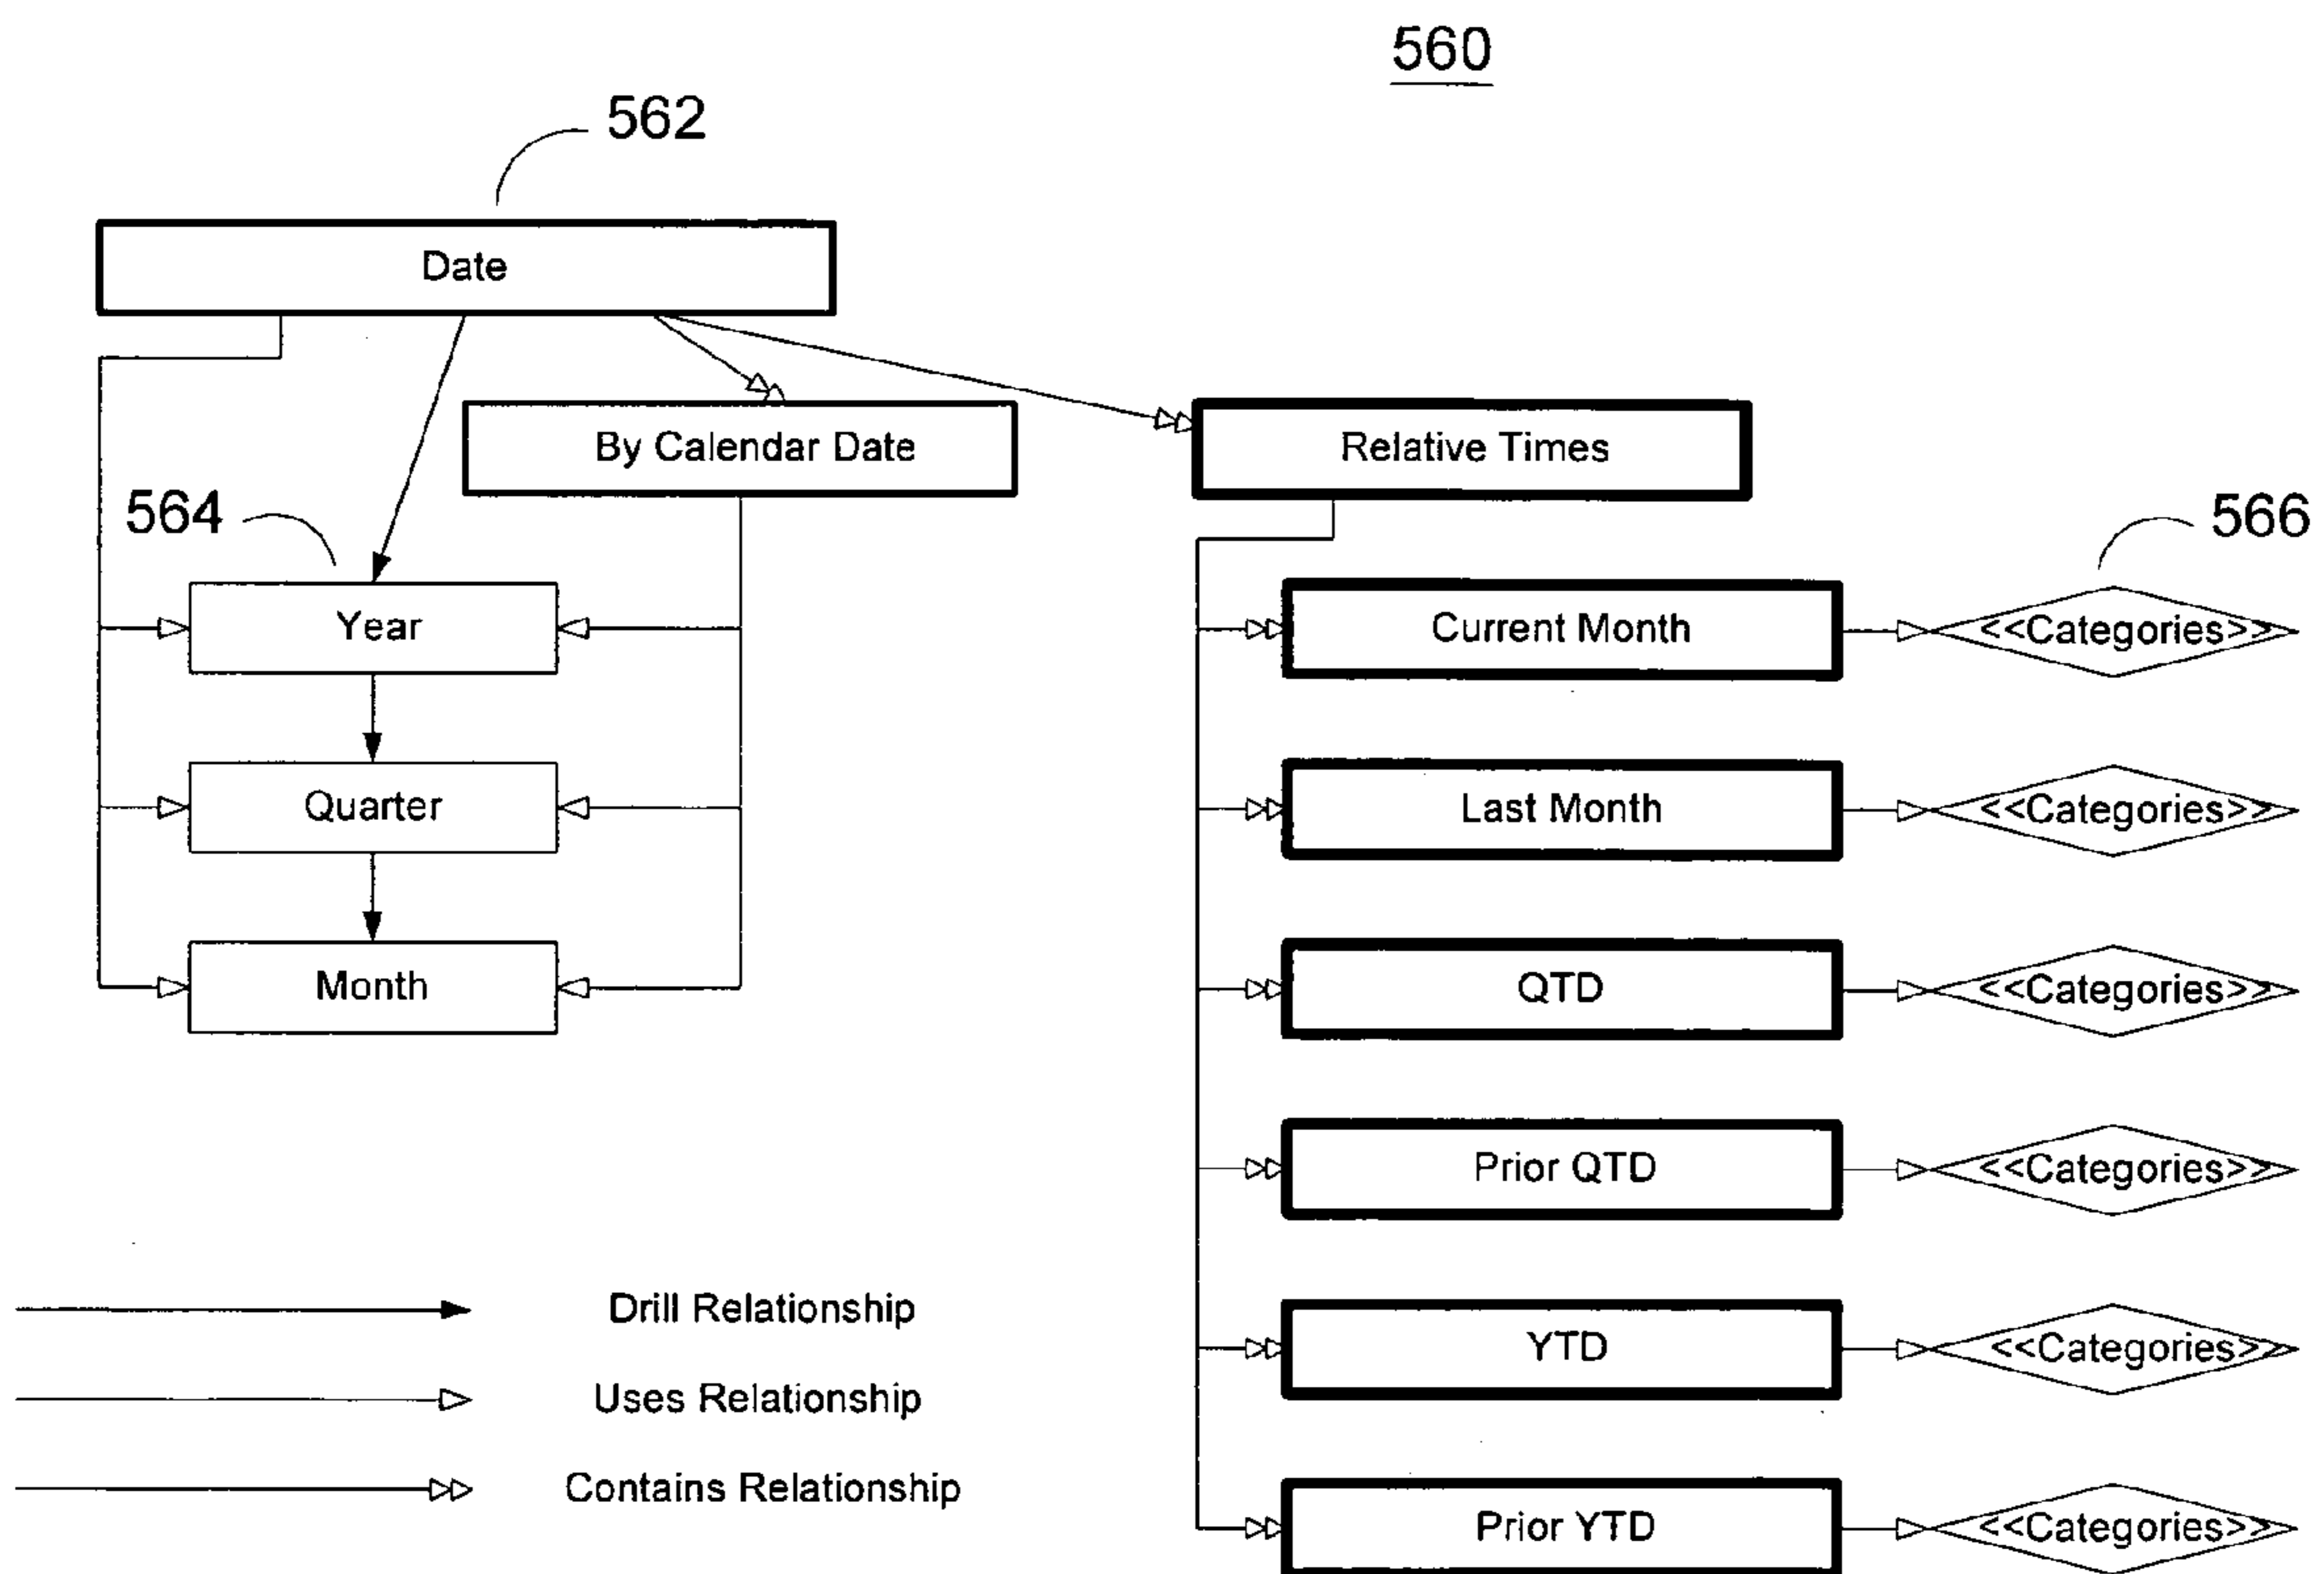 560
562
Date
By Calendar Date
Relative Times
564
566
Year
Current Month
<<Categories>>
Quarter
Last Month
<<Categories>>
Month
QTD
<<Categories>>
Prior QTD
<<Categories>>
Drill Relationship
YTD
<<Categories>>
Uses Relationship
Contains Relationship
Prior YTD
<<Categories>>